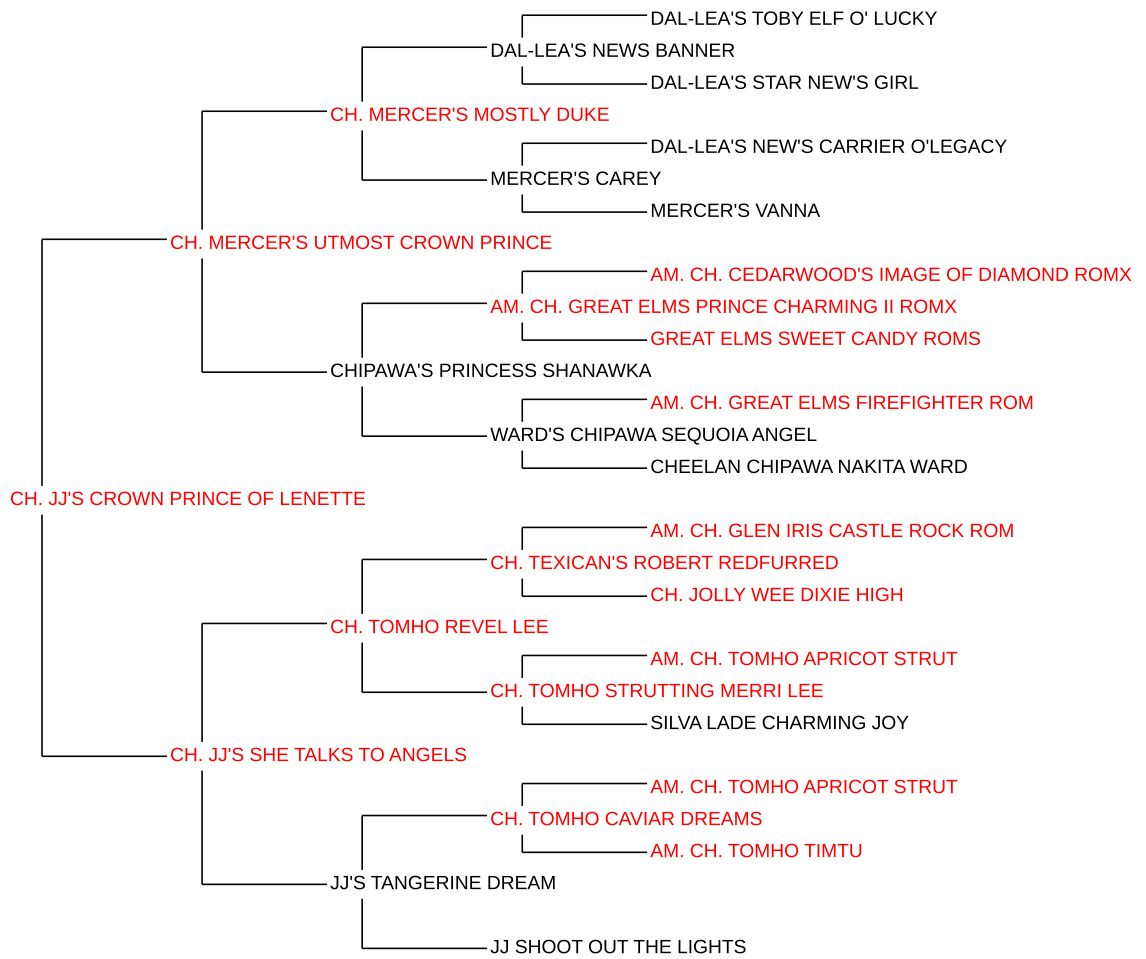 DAL-LEA'S TOBY ELF O' LUCKY
DAL-LEA'S NEWS BANNER
DAL-LEA'S STAR NEW'S GIRL
CH. MERCER'S MOSTLY DUKE
DAL-LEA'S NEW'S CARRIER O'LEGACY
MERCER'S CAREY
MERCER'S VANNA
CH. MERCER'S UTMOST CROWN PRINCE
AM. CH. CEDARWOOD'S IMAGE OF DIAMOND ROMX
AM. CH. GREAT ELMS PRINCE CHARMING II ROMX
GREAT ELMS SWEET CANDY ROMS
CHIPAWA'S PRINCESS SHANAWKA
AM. CH. GREAT ELMS FIREFIGHTER ROM
WARD'S CHIPAWA SEQUOIA ANGEL
CHEELAN CHIPAWA NAKITA WARD
CH. JJ'S CROWN PRINCE OF LENETTE
AM. CH. GLEN IRIS CASTLE ROCK ROM
CH. TEXICAN'S ROBERT REDFURRED
CH. JOLLY WEE DIXIE HIGH
CH. TOMHO REVEL LEE
AM. CH. TOMHO APRICOT STRUT
CH. TOMHO STRUTTING MERRI LEE
SILVA LADE CHARMING JOY
CH. JJ'S SHE TALKS TO ANGELS
AM. CH. TOMHO APRICOT STRUT
CH. TOMHO CAVIAR DREAMS
AM. CH. TOMHO TIMTU
JJ'S TANGERINE DREAM
JJ SHOOT OUT THE LIGHTS